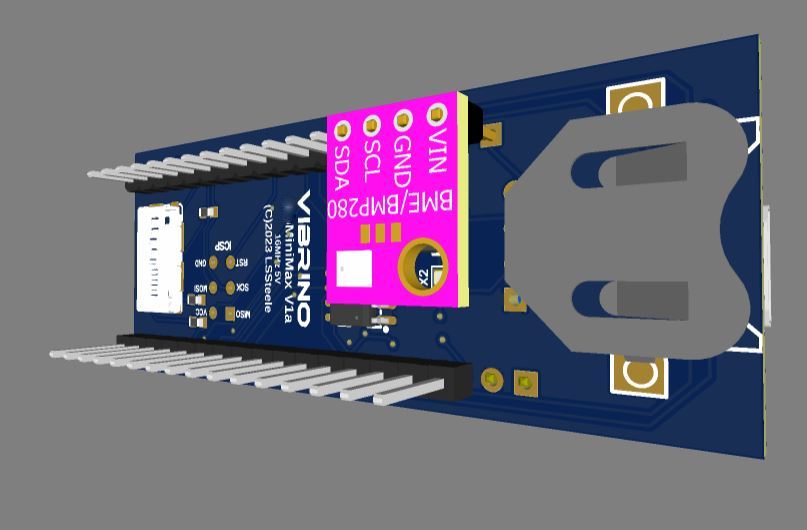 VIN
GND
SCL
SDA
BME/BMP280
X2
VIBRINO
MiniMax V1a
16MHz 5V
(C)2023 LSSteele
ICSP
RST
GND
SCK
MOSI
MISO
VCC